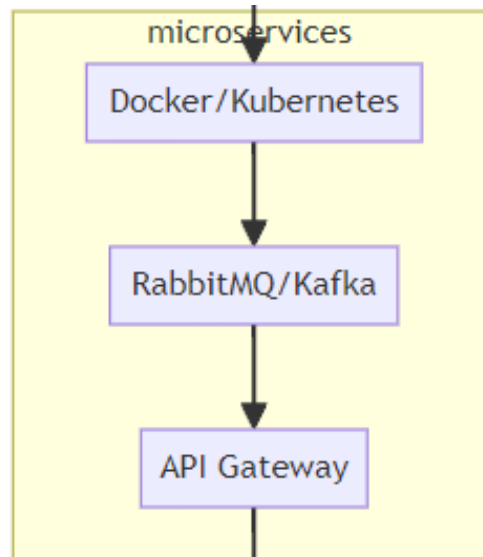 microservices
Docker/Kubernetes
RabbitMQ/Kafka
API Gateway